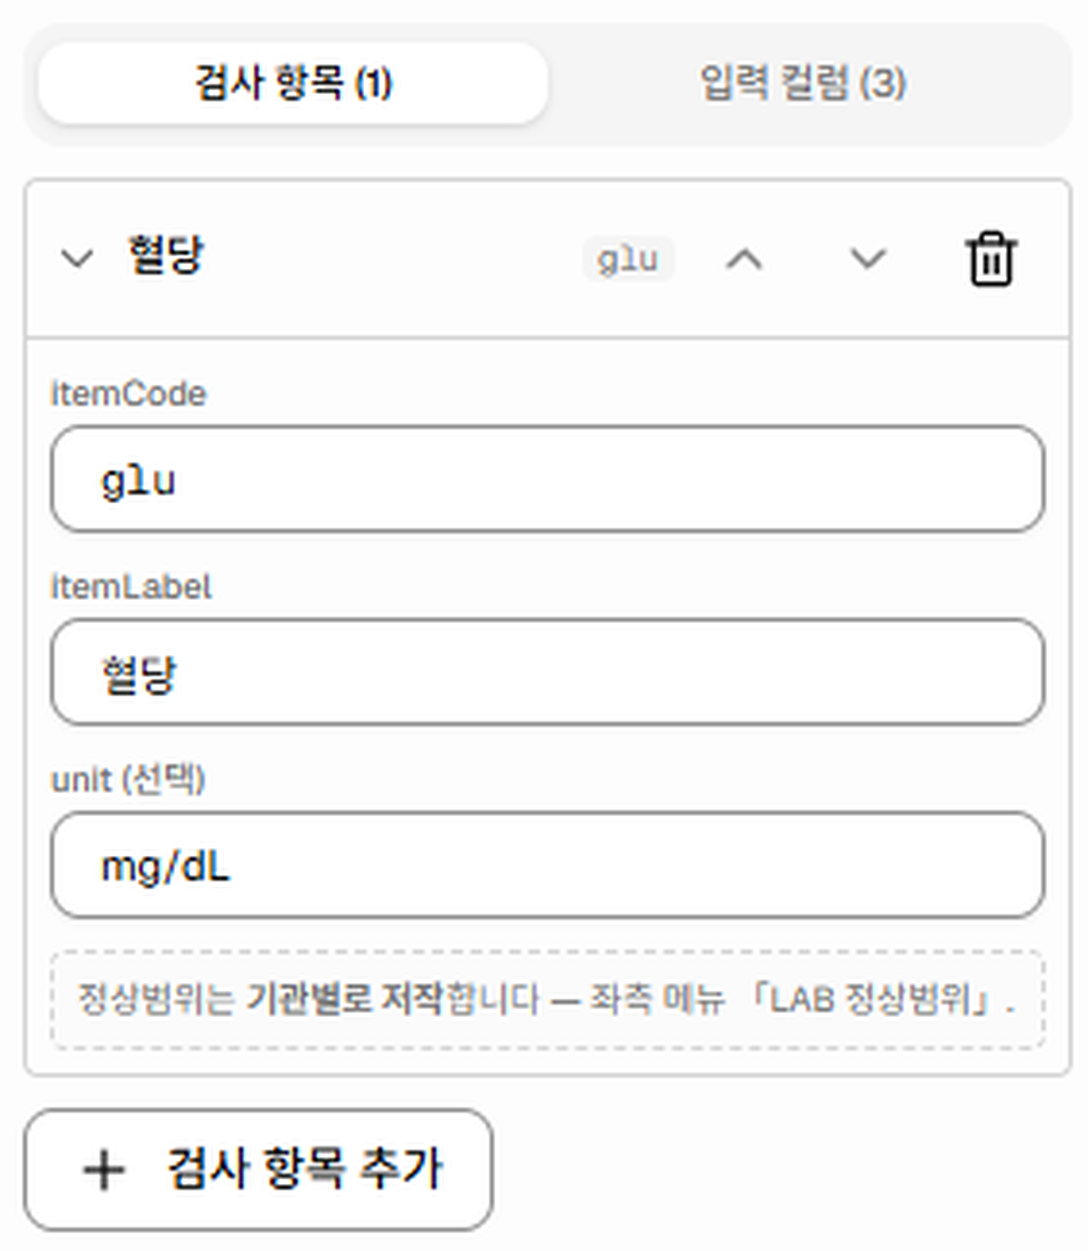 검사 항목 (1) 입력 컬럼 (3)
혈당 glu
itemCode
glu
itemLabel
혈당
unit (선택)
mg/dL
정상범위는 기관별로 저작합니다 — 좌측 메뉴 「LAB 정상범위」.
검사 항목 추가